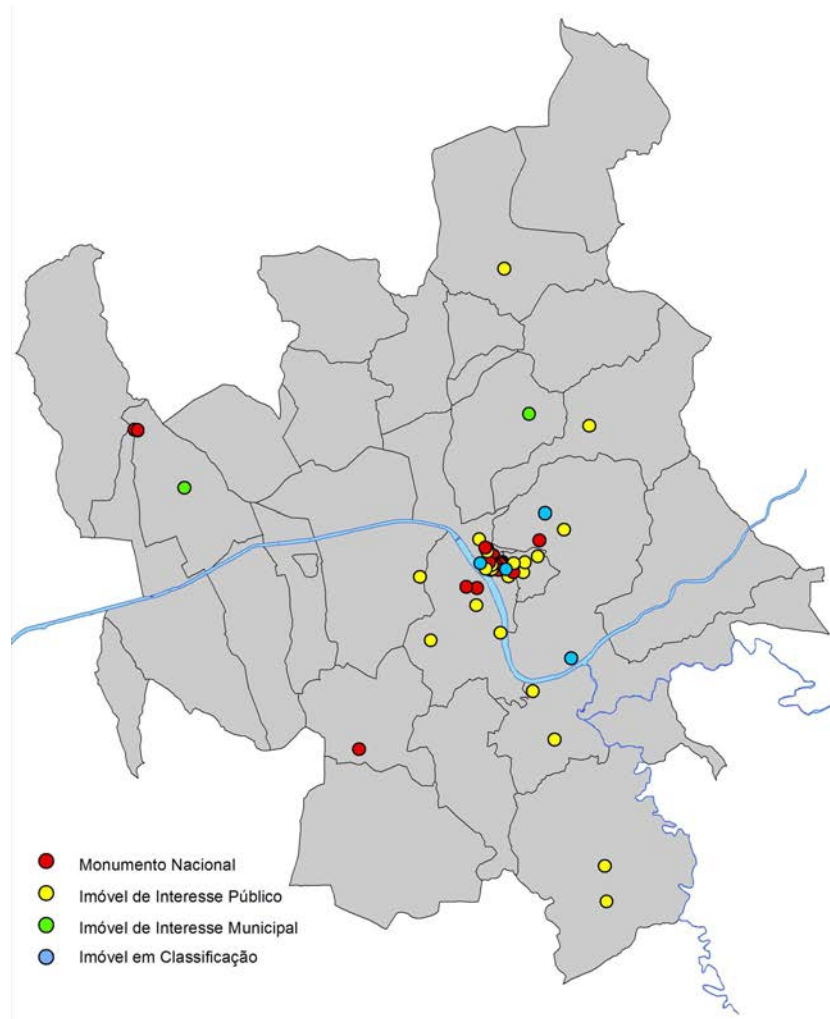 Monumento Nacional
Imóvel de Interesse Público
Imóvel de Interesse Municipal
Imóvel em Classificação